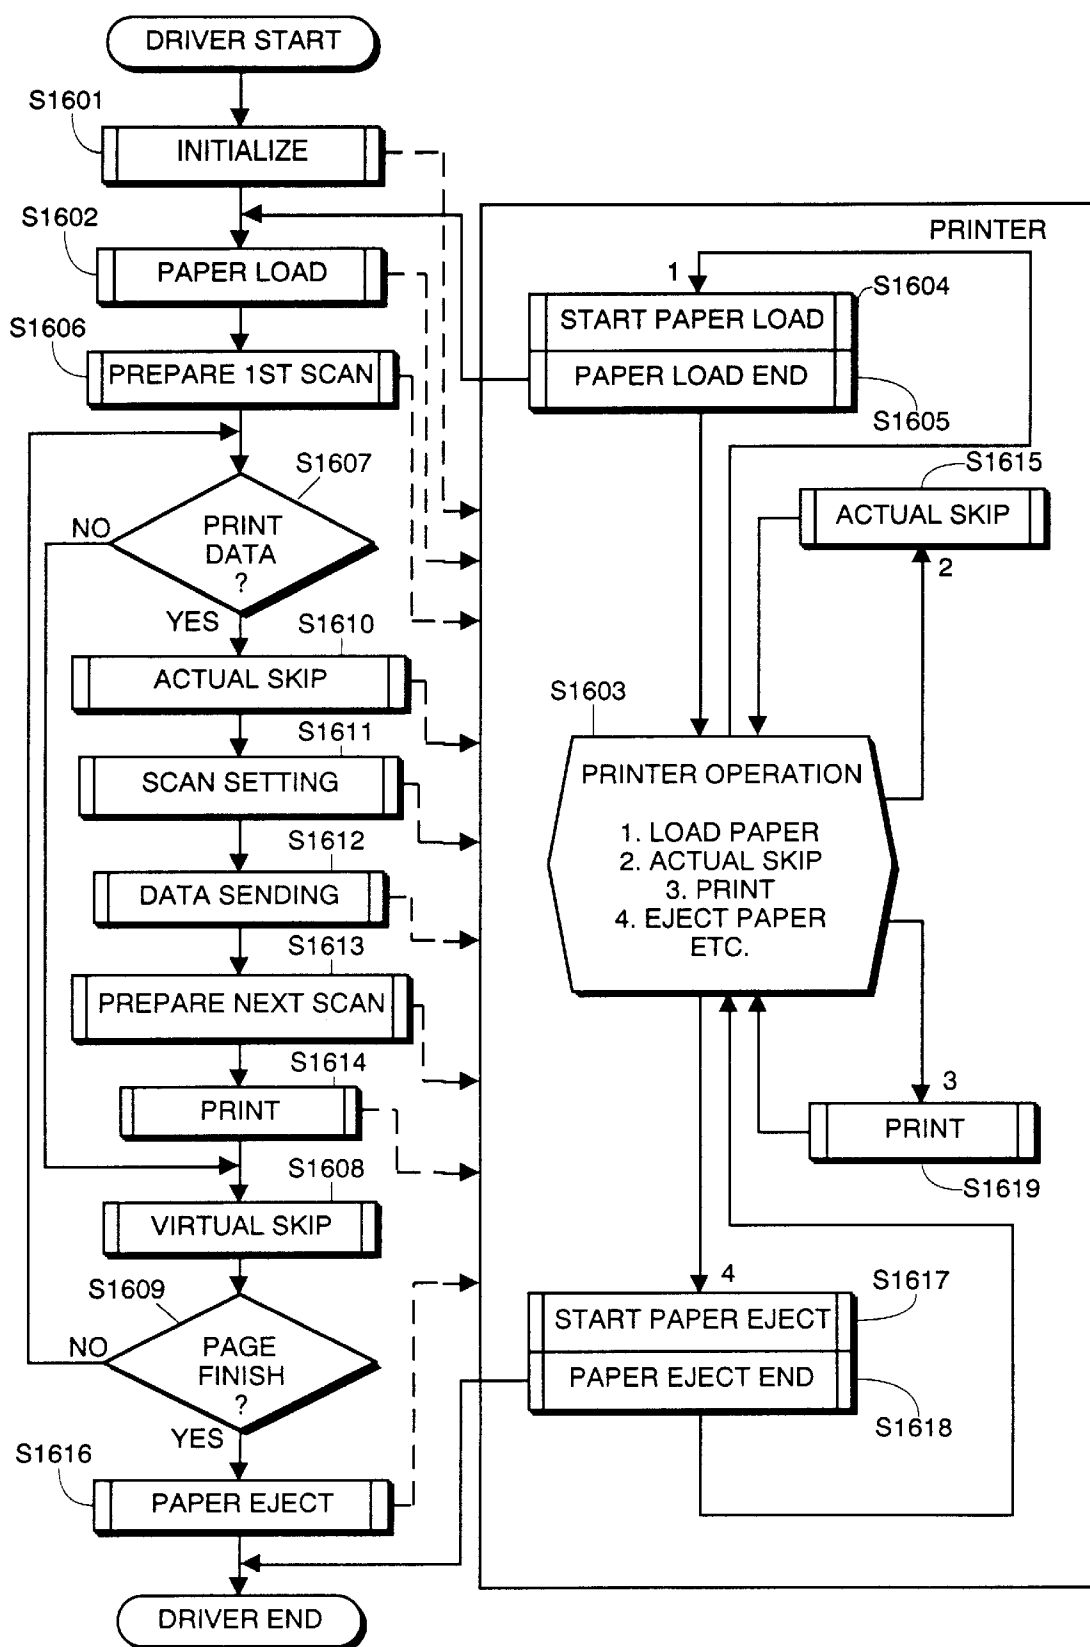 DRIVER START
S1601
INITIALIZE
S1602
PAPER LOAD
S1606
PREPARE 1ST SCAN
S1607
NO
PRINT
DATA
?
YES
S1610
ACTUAL SKIP
S1611
SCAN SETTING
S1612
DATA SENDING
S1613
PREPARE NEXT SCAN
S1614
PRINT
S1608
VIRTUAL SKIP
S1609
NO
PAGE
FINISH
?
YES
S1616
PAPER EJECT
DRIVER END
PRINTER
1
S1604
START PAPER LOAD
PAPER LOAD END
S1605
S1615
ACTUAL SKIP
2
S1603
PRINTER OPERATION
1. LOAD PAPER
2. ACTUAL SKIP
3. PRINT
4. EJECT PAPER
ETC.
3
PRINT
S1619
4
S1617
START PAPER EJECT
PAPER EJECT END
S1618